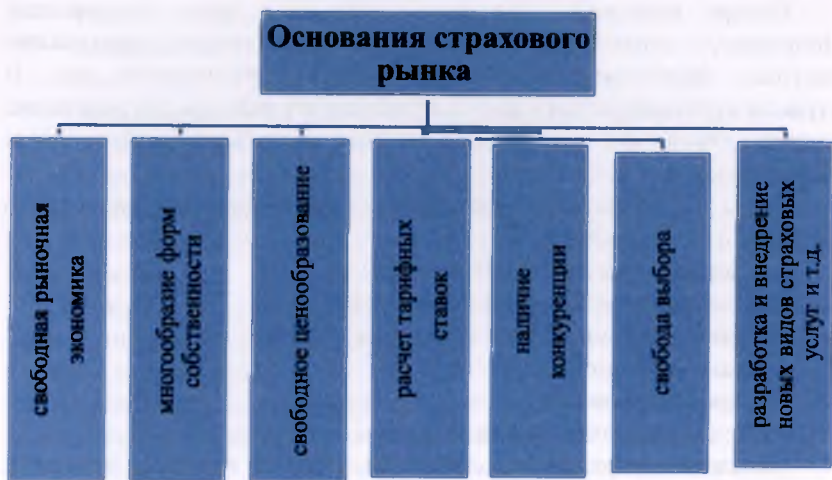 Основания страхового
рынка
свободная рыночная
экономика
многообразие форм
собственности
свободное ценообразование
расчет тарифных
ставок
наличие
конкуренции
свобода выбора
разработка и внедрение
новых видов страховых
услуг и т.д.